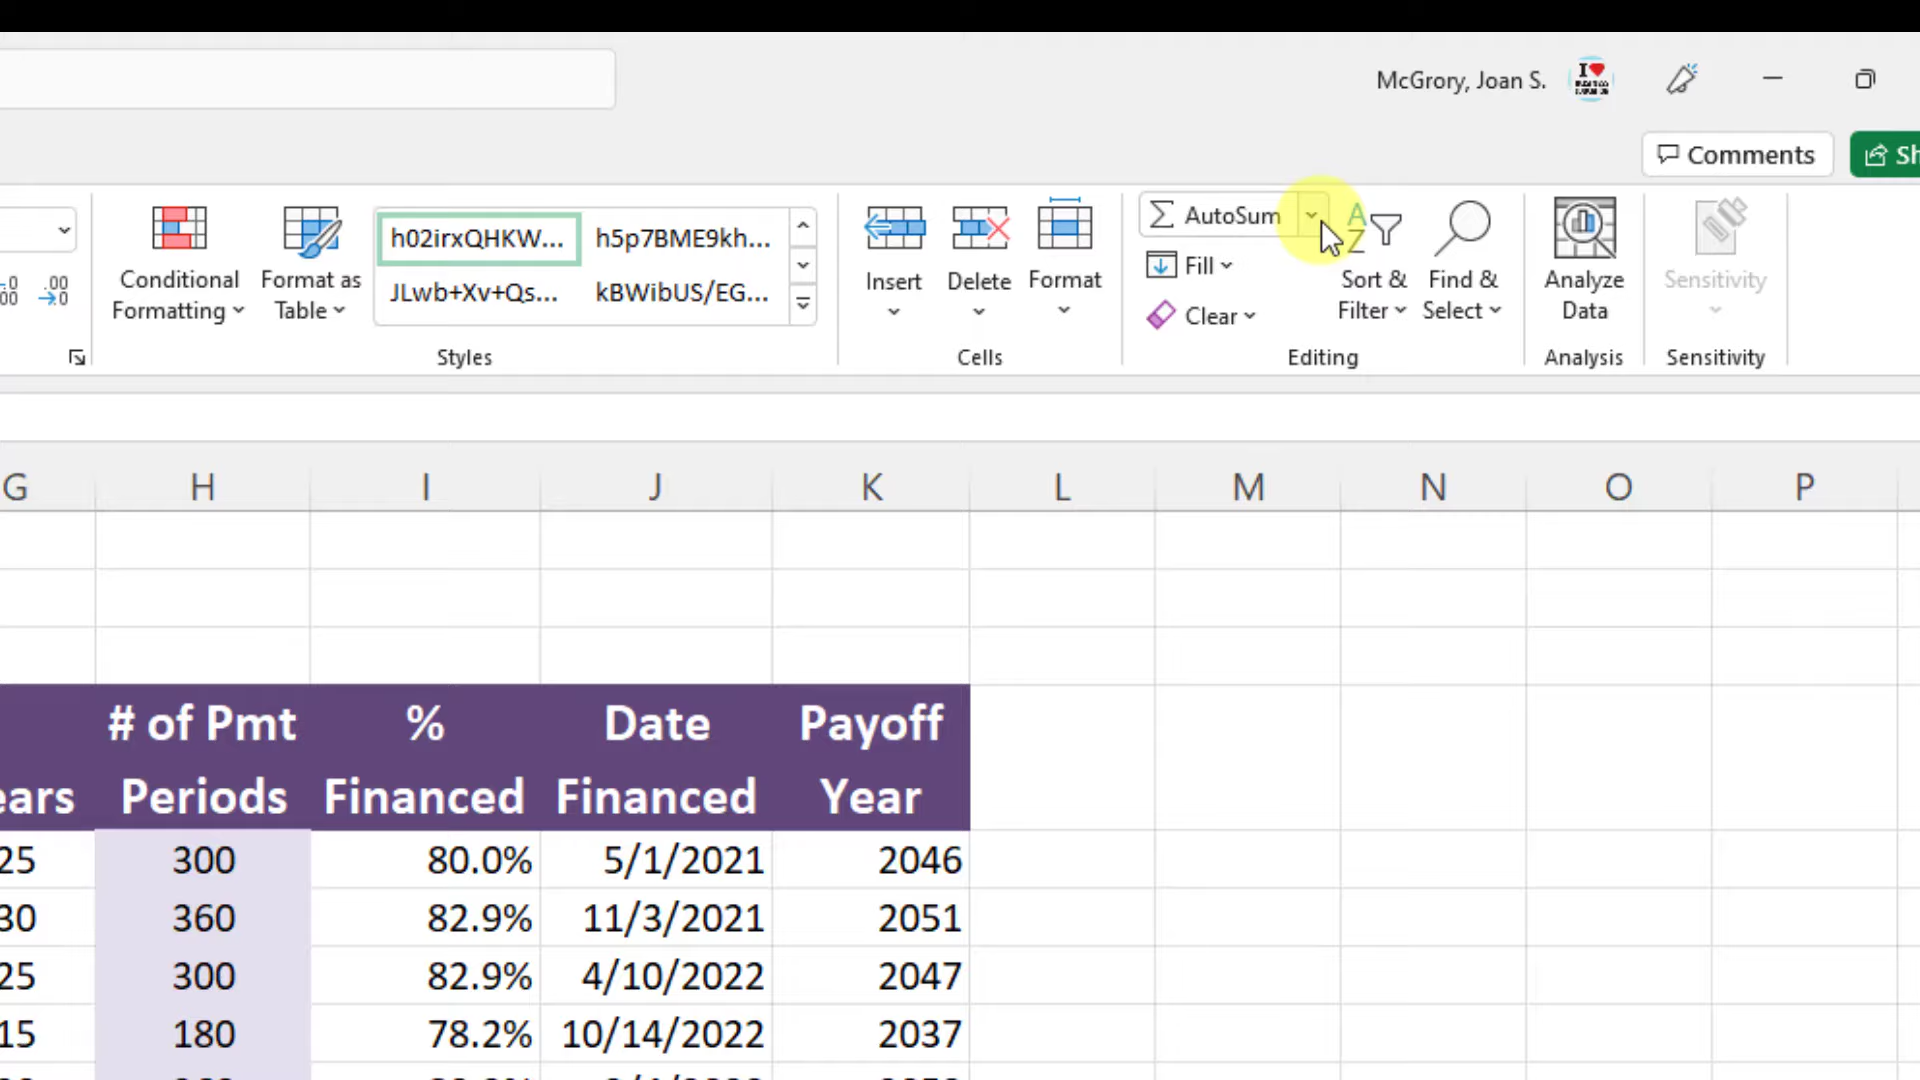 McGrory, Joan S.
Comments
Sh
Conditional Formatting
Format as Table
h02irxQHKW...
h5p7BME9kh...
JLwb+Xv+Qs...
kBWibUS/EG...
Insert
Delete
Format
AutoSum
Fill
Clear
Sort & Filter
Find & Select
Analyze Data
Sensitivity
Styles
Cells
Editing
Analysis
Sensitivity
G H I J K L M N O P
# of Pmt % Date Payoff
ears Periods Financed Financed Year
25 300 80.0% 5/1/2021 2046
30 360 82.9% 11/3/2021 2051
25 300 82.9% 4/10/2022 2047
15 180 78.2% 10/14/2022 2037